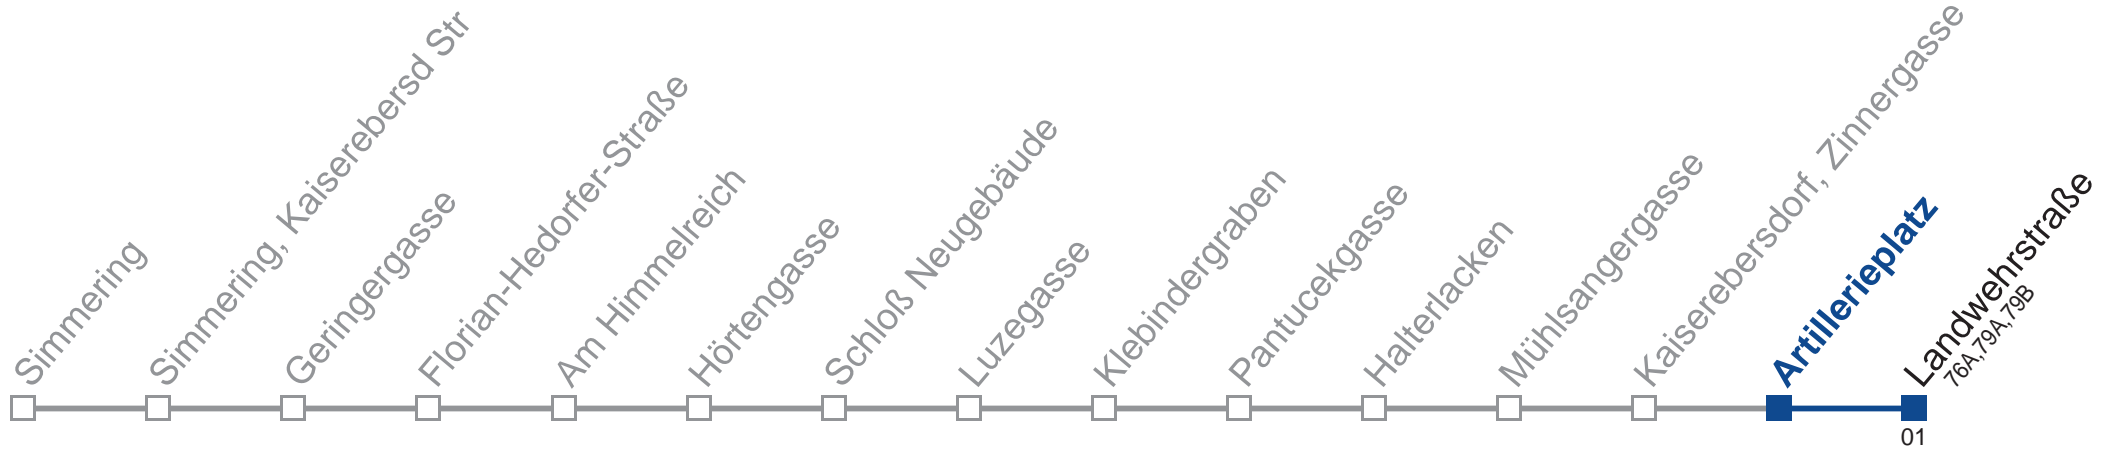 Simmering
Simmering, Kaiserebersd Str
Geringergasse
Florian-Hedorfer-Straße
Am Himmelreich
Hörtengasse
Schloß Neugebäude
Luzegasse
Klebindergraben
Pantucekgasse
Halterlacken
Mühlsangergasse
Kaiserebersdorf, Zinnergasse
Artillerieplatz
Landwehrstraße
76A,79A,79B
01